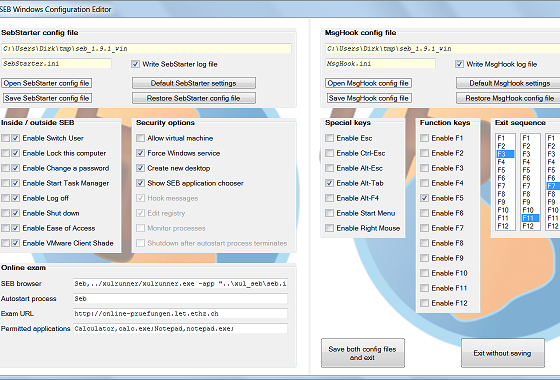 SEB Windows Configuration Editor
SebStarter config file
C:\Users\Dirk\tmp\seb_1.9.1_win
SebStarter.ini
Write SebStarter log file
Open SebStarter config file
Default SebStarter settings
Save SebStarter config file
Restore SebStarter config file
Inside / outside SEB
Enable Switch User
Enable Lock this computer
Enable Change a password
Enable Start Task Manager
Enable Log off
Enable Shut down
Enable Ease of Access
Enable VMware Client Shade
Security options
Allow virtual machine
Force Windows service
Create new desktop
Show SEB application chooser
Hook messages
Edit registry
Monitor processes
Shutdown after autostart process terminates
Online exam
SEB browser
Seb,../xulrunner/xulrunner.exe -app "..\xul_seb\seb.i
Autostart process
Seb
Exam URL
http://online-pruefungen.let.ethz.ch
Permitted applications
Calculator,calc.exe;Notepad,notepad.exe;
MsgHook config file
C:\Users\Dirk\tmp\seb_1.9.1_win
MsgHook.ini
Write MsgHook log file
Open MsgHook config file
Default MsgHook settings
Save MsgHook config file
Restore MsgHook config file
Special keys
Enable Esc
Enable Ctrl-Esc
Enable Alt-Esc
Enable Alt-Tab
Enable Alt-F4
Enable Start Menu
Enable Right Mouse
Function keys
Enable F1
Enable F2
Enable F3
Enable F4
Enable F5
Enable F6
Enable F7
Enable F8
Enable F9
Enable F10
Enable F11
Enable F12
Exit sequence
F1 F1 F1
F2 F2 F2
F3 F3 F3
F4 F4 F4
F5 F5 F5
F6 F6 F6
F7 F7 F7
F8 F8 F8
F9 F9 F9
F10 F10 F10
F11 F11 F11
F12 F12 F12
Save both config files
and exit
Exit without saving